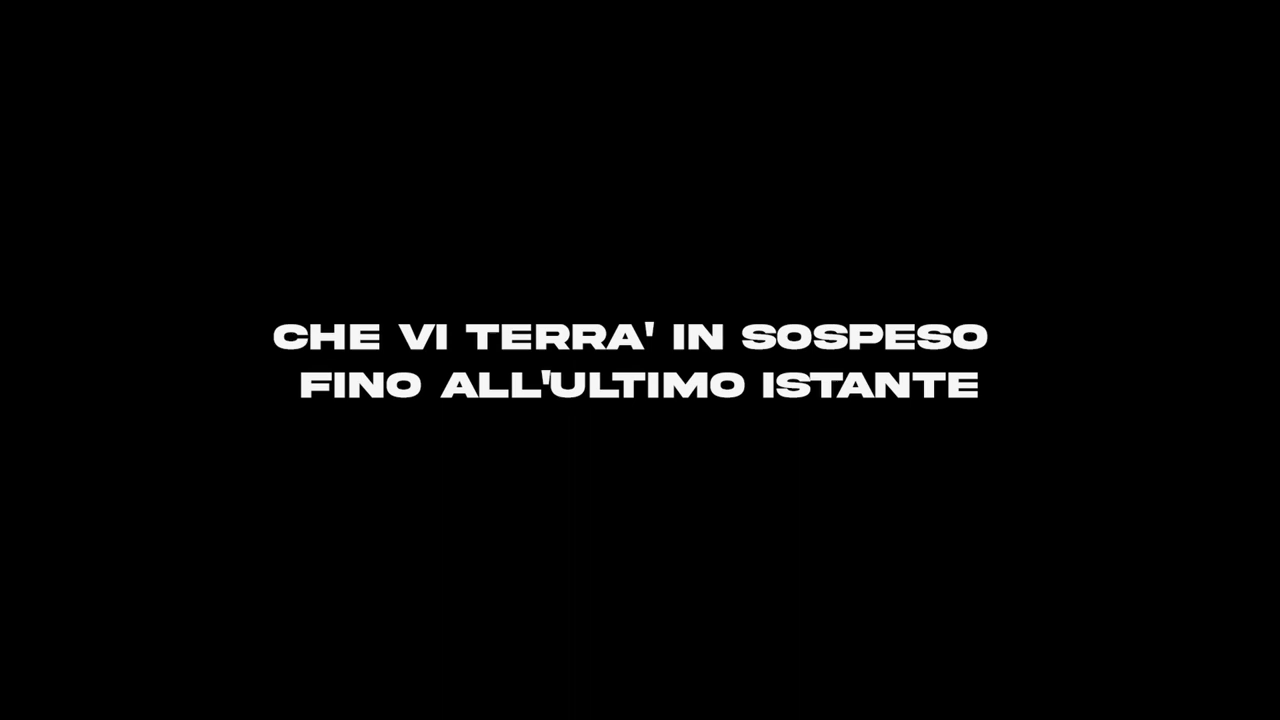 CHE VI TERRA' IN SOSPESO
FINO ALL'ULTIMO ISTANTE